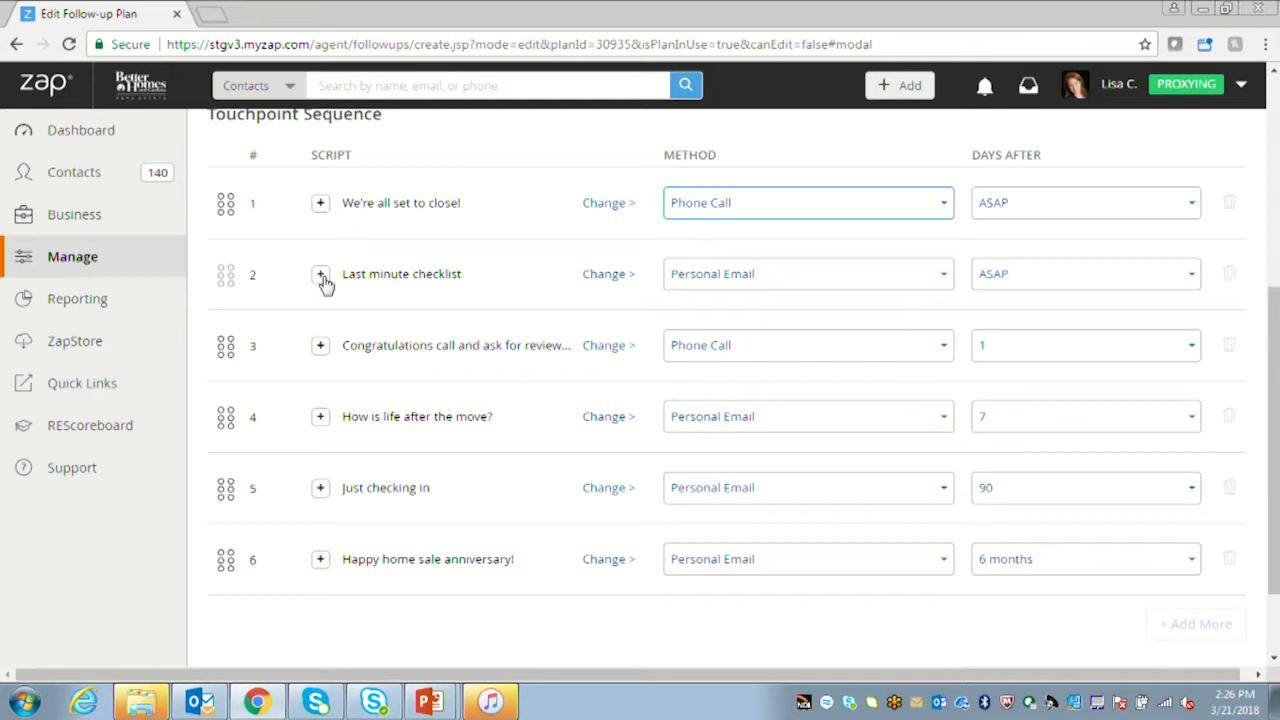 Edit Follow-up Plan
Secure https://stgv3.myzap.com/agent/followups/create.jsp?mode=edit&planId=30935&isPlanInUse=true&canEdit=false#modal
zap Better Homes and Gardens Contacts Search by name, email, or phone + Add Lisa C. PROXYING
Touchpoint Sequence
Dashboard
Contacts 140
Business
Manage
Reporting
ZapStore
Quick Links
REScoreboard
Support
# SCRIPT METHOD DAYS AFTER
1 + We're all set to close! Change > Phone Call ASAP
2 + Last minute checklist Change > Personal Email ASAP
3 + Congratulations call and ask for review... Change > Phone Call 1
4 + How is life after the move? Change > Personal Email 7
5 + Just checking in Change > Personal Email 90
6 + Happy home sale anniversary! Change > Personal Email 6 months
+ Add More
2:26 PM
3/21/2018